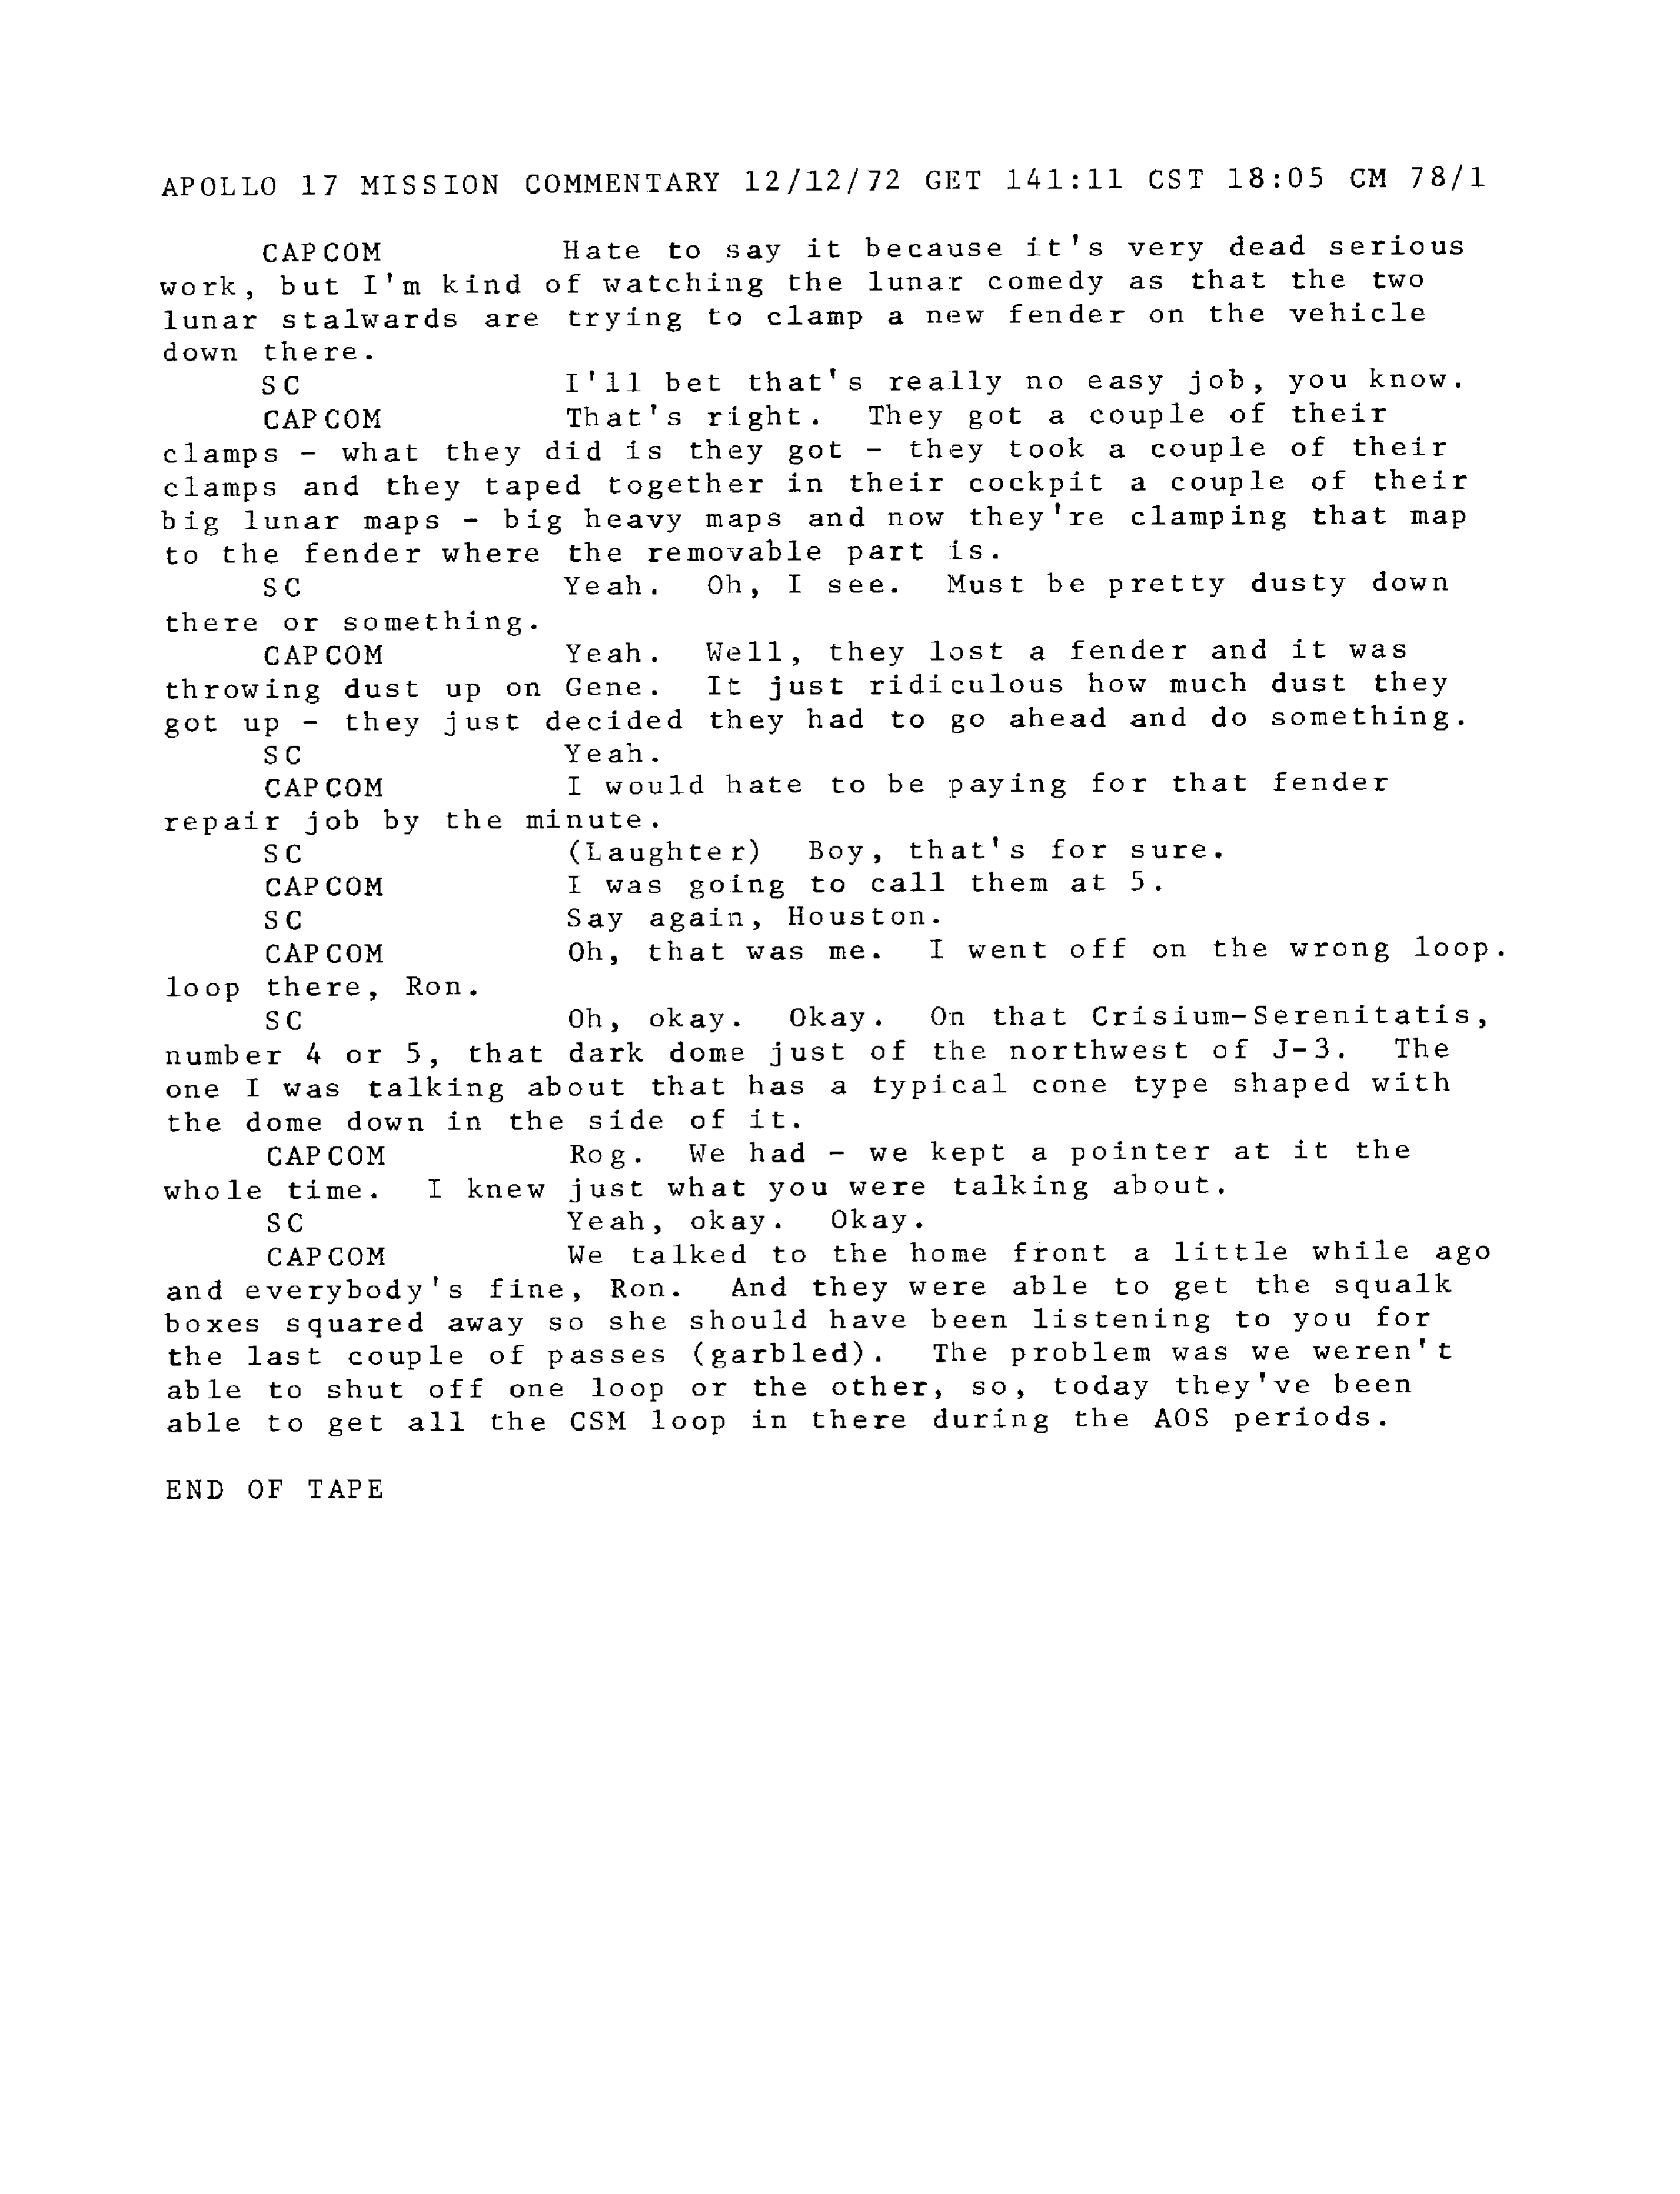 APOLLO 17 MISSION COMMENTARY 12/12/72 GET 141:11 CST 18:05 CM 78/1
CAPCOM Hate to say it because it's very dead serious
work, but I'm kind of watching the lunar comedy as that the two
lunar stalwards are trying to clamp a new fender on the vehicle
down there.
SC I'll bet that's really no easy job, you know.
CAPCOM That's right. They got a couple of their
clamps - what they did is they got - they took a couple of their
clamps and they taped together in their cockpit a couple of their
big lunar maps - big heavy maps and now they're clamping that map
to the fender where the removable part is.
SC Yeah. Oh, I see. Must be pretty dusty down
there or something.
CAPCOM Yeah. Well, they lost a fender and it was
throwing dust up on Gene. It just ridiculous how much dust they
got up - they just decided they had to go ahead and do something.
SC Yeah.
CAPCOM I would hate to be paying for that fender
repair job by the minute.
SC (Laughter) Boy, that's for sure.
CAPCOM I was going to call them at 5.
SC Say again, Houston.
CAPCOM Oh, that was me. I went off on the wrong loop.
loop there, Ron.
SC Oh, okay. Okay. On that Crisium-Serenitatis,
number 4 or 5, that dark dome just of the northwest of J-3. The
one I was talking about that has a typical cone type shaped with
the dome down in the side of it.
CAPCOM Rog. We had - we kept a pointer at it the
whole time. I knew just what you were talking about.
SC Yeah, okay. Okay.
CAPCOM We talked to the home front a little while ago
and everybody's fine, Ron. And they were able to get the squalk
boxes squared away so she should have been listening to you for
the last couple of passes (garbled). The problem was we weren't
able to shut off one loop or the other, so, today they've been
able to get all the CSM loop in there during the AOS periods.
END OF TAPE